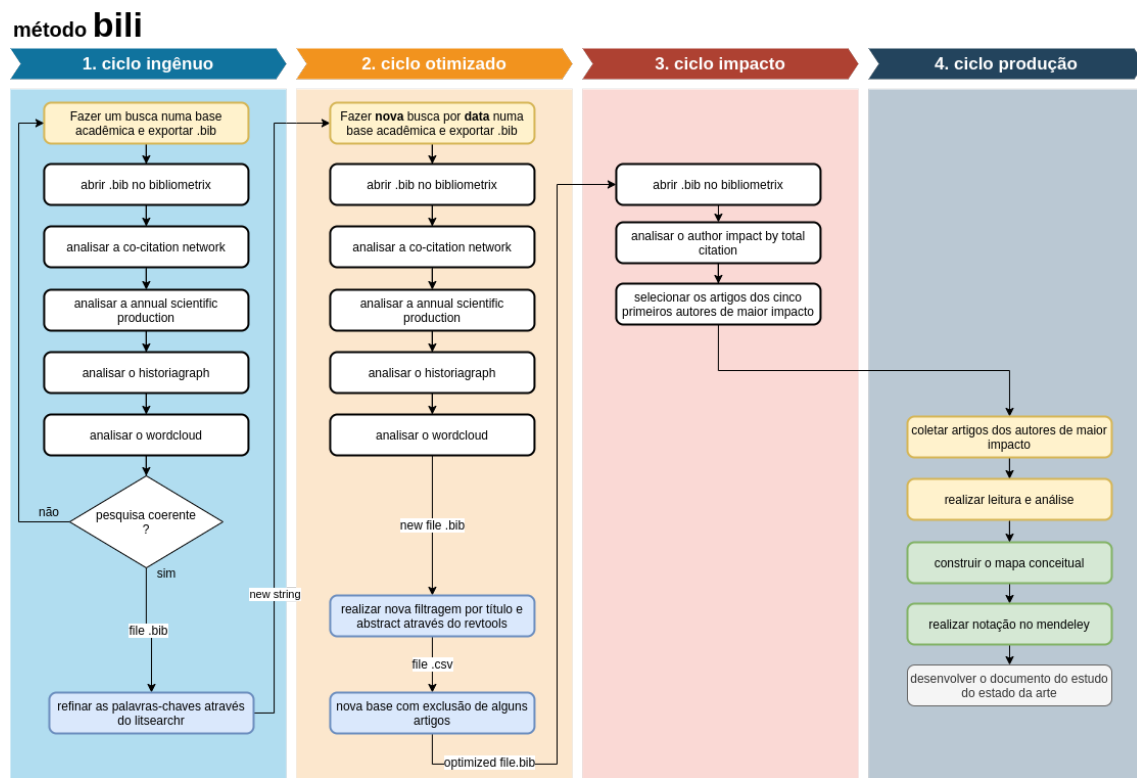 método bili
1. ciclo ingênuo
2. ciclo otimizado
3. ciclo impacto
4. ciclo produção
Fazer um busca numa base
acadêmica e exportar .bib
abrir .bib no bibliometrix
analisar a co-citation network
analisar a annual scientific
production
analisar o historiagraph
analisar o wordcloud
pesquisa coerente
?
não
sim
file .bib
refinar as palavras-chaves através
do litsearchr
new string
Fazer nova busca por data numa
base acadêmica e exportar .bib
abrir .bib no bibliometrix
analisar a co-citation network
analisar a annual scientific
production
analisar o historiagraph
analisar o wordcloud
new file .bib
realizar nova filtragem por título e
abstract através do revtools
file .csv
nova base com exclusão de alguns
artigos
optimized file.bib
abrir .bib no bibliometrix
analisar o author impact by total
citation
selecionar os artigos dos cinco
primeiros autores de maior impacto
coletar artigos dos autores de maior
impacto
realizar leitura e análise
construir o mapa conceitual
realizar notação no mendeley
desenvolver o documento do estudo
do estado da arte